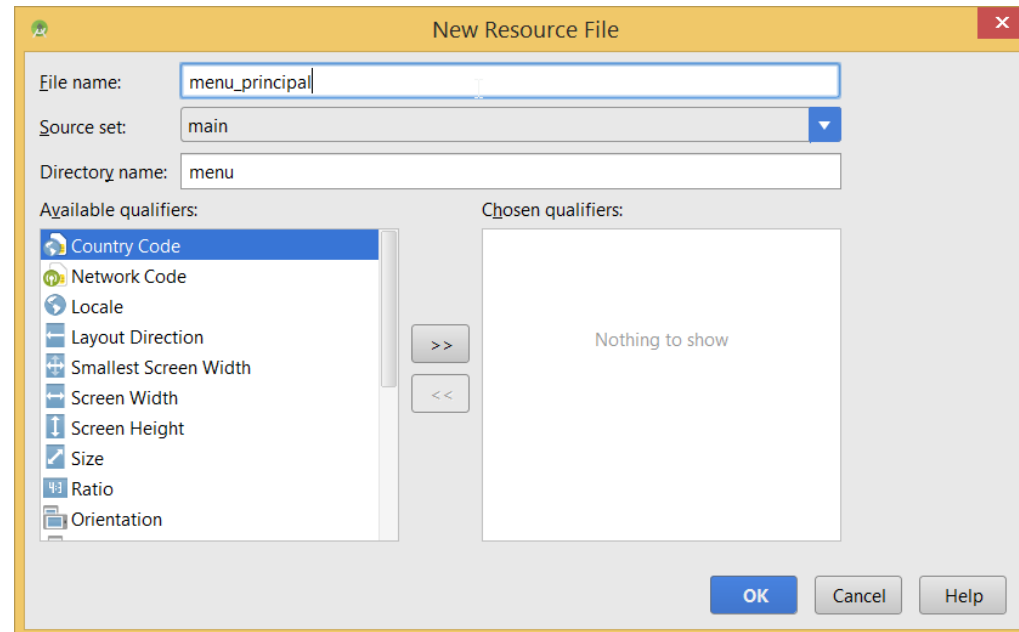 New Resource File
File name: menu_principal
Source set: main
Directory name: menu
Available qualifiers: Chosen qualifiers:
Country Code
Network Code
Locale
Layout Direction
Smallest Screen Width
Screen Width
Screen Height
Size
4:3 Ratio
Orientation
>>
<<
Nothing to show
OK Cancel Help